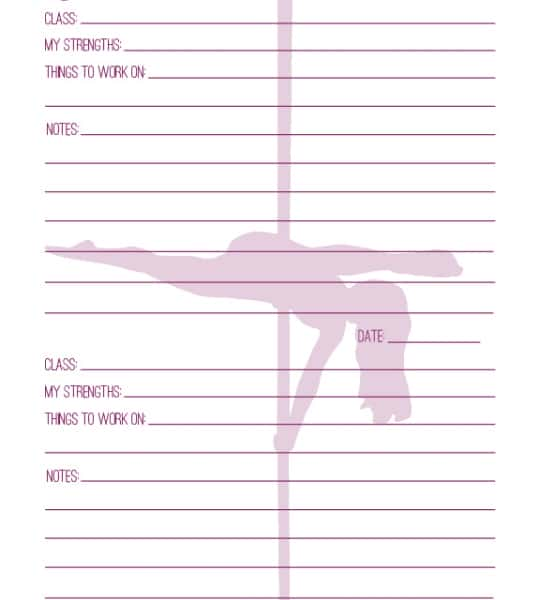 CLASS:
MY STRENGTHS:
THINGS TO WORK ON:
NOTES:
DATE:
CLASS:
MY STRENGTHS:
THINGS TO WORK ON:
NOTES: